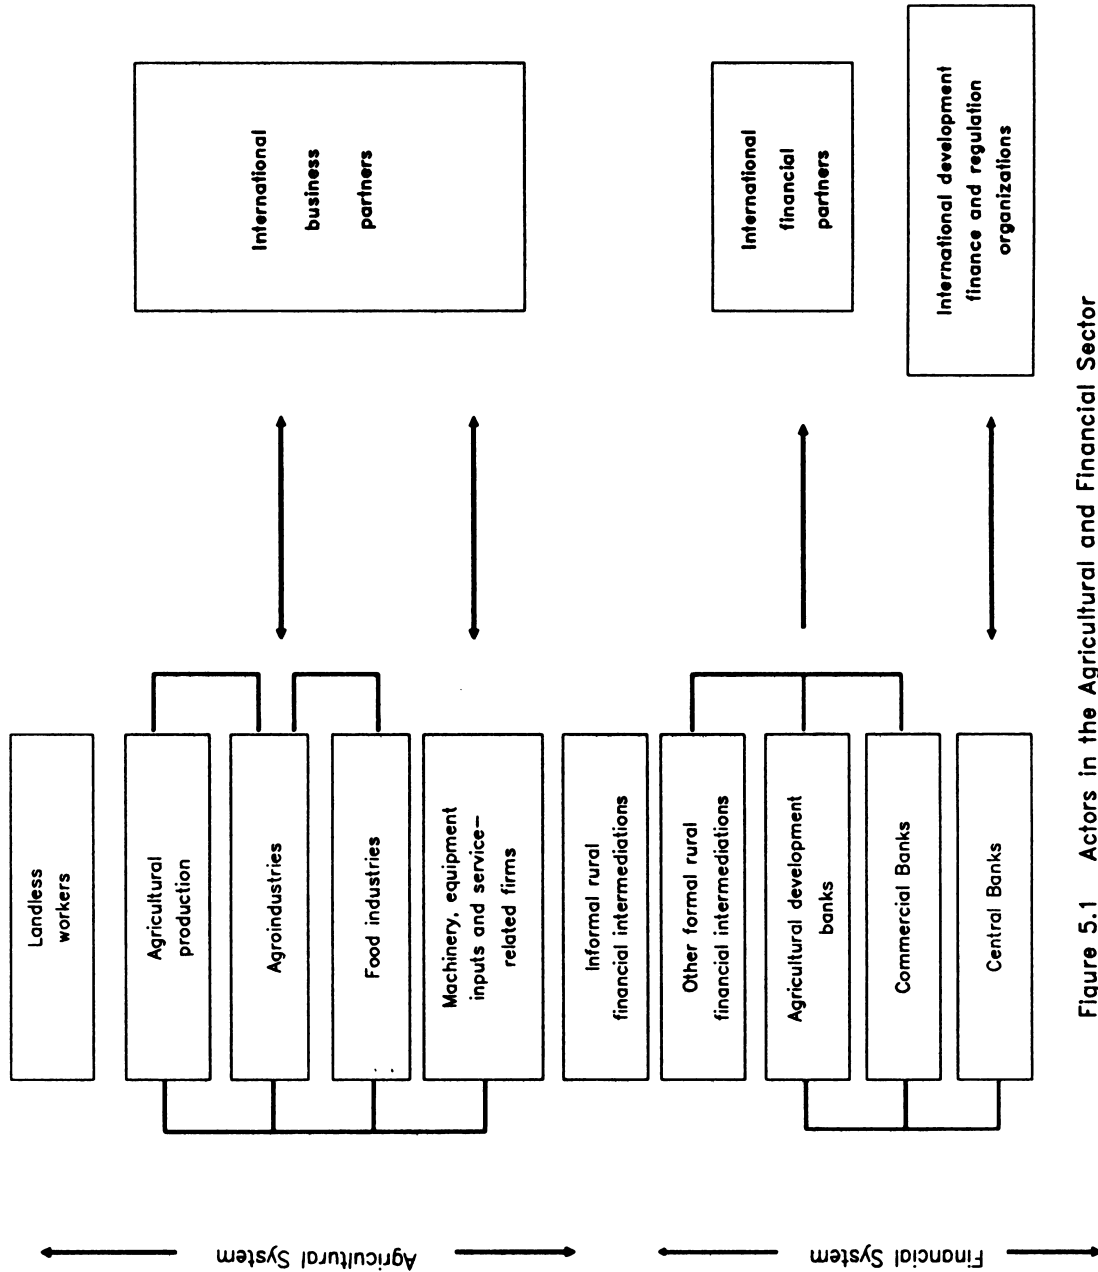 Landless
workers
Agricultural
production
Agroindustries
Food industries
Machinery, equipment
inputs and service–
related firms
Informal rural
financial intermediations
Other formal rural
financial intermediations
Agricultural development
banks
Commercial Banks
Central Banks
International
business
partners
International
financial
partners
International development
finance and regulation
organizations
Agricultural System
Financial System
Figure 5.1 Actors in the Agricultural and Financial Sector